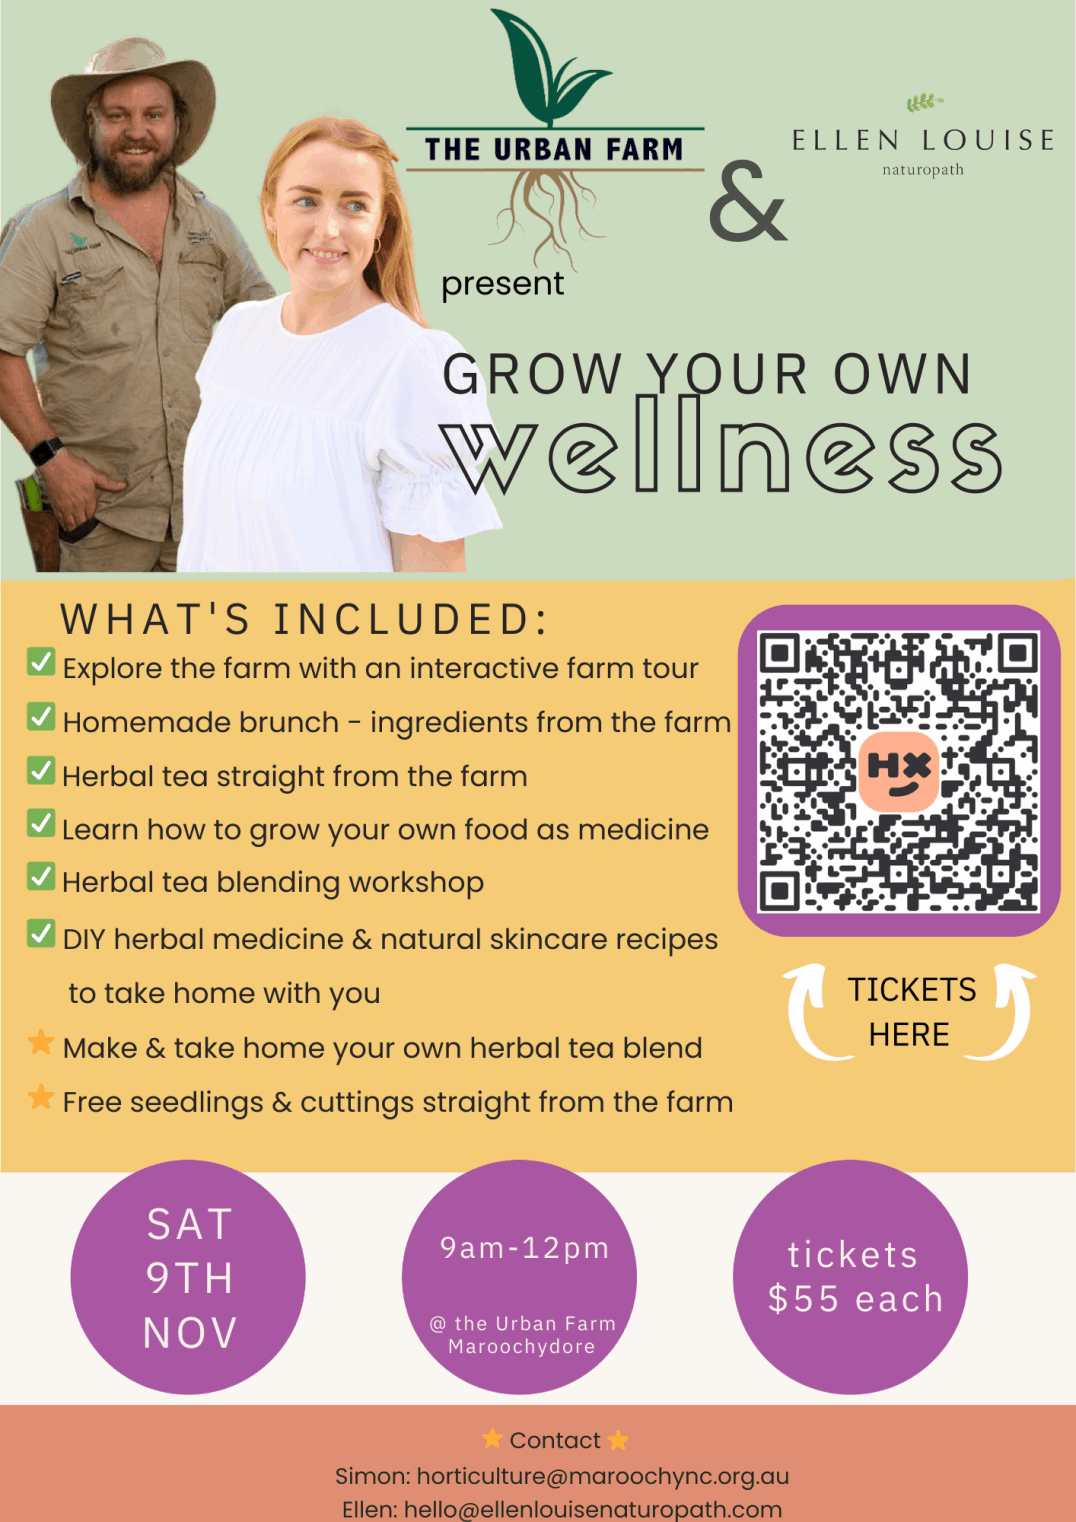 THE URBAN FARM
&
ELLEN LOUISE
naturopath
present
GROW YOUR OWN
wellness
WHAT'S INCLUDED:
Explore the farm with an interactive farm tour
Homemade brunch - ingredients from the farm
Herbal tea straight from the farm
Learn how to grow your own food as medicine
Herbal tea blending workshop
DIY herbal medicine & natural skincare recipes
to take home with you
Make & take home your own herbal tea blend
Free seedlings & cuttings straight from the farm
HX
TICKETS
HERE
SAT
9TH
NOV
9am-12pm
@ the Urban Farm
Maroochydore
tickets
$55 each
Contact
Simon: horticulture@maroochync.org.au
Ellen: hello@ellenlouisenaturopath.com
THE URBAN FARM